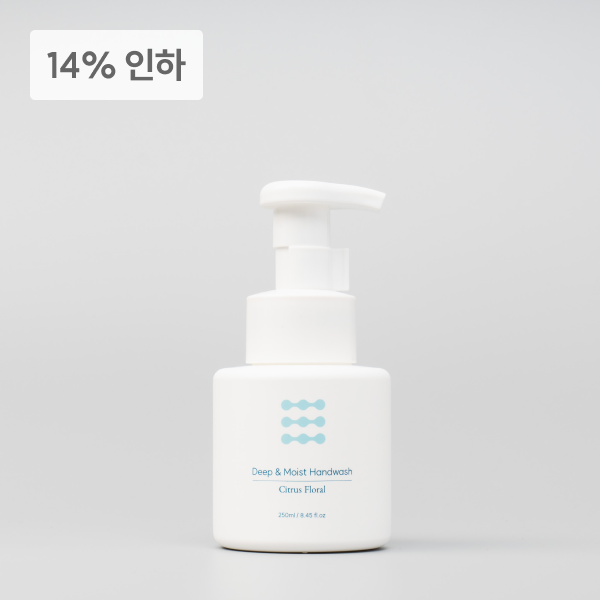 14% 인하
Deep & Moist Handwash
Citrus Floral
250ml / 8.45 fl.oz